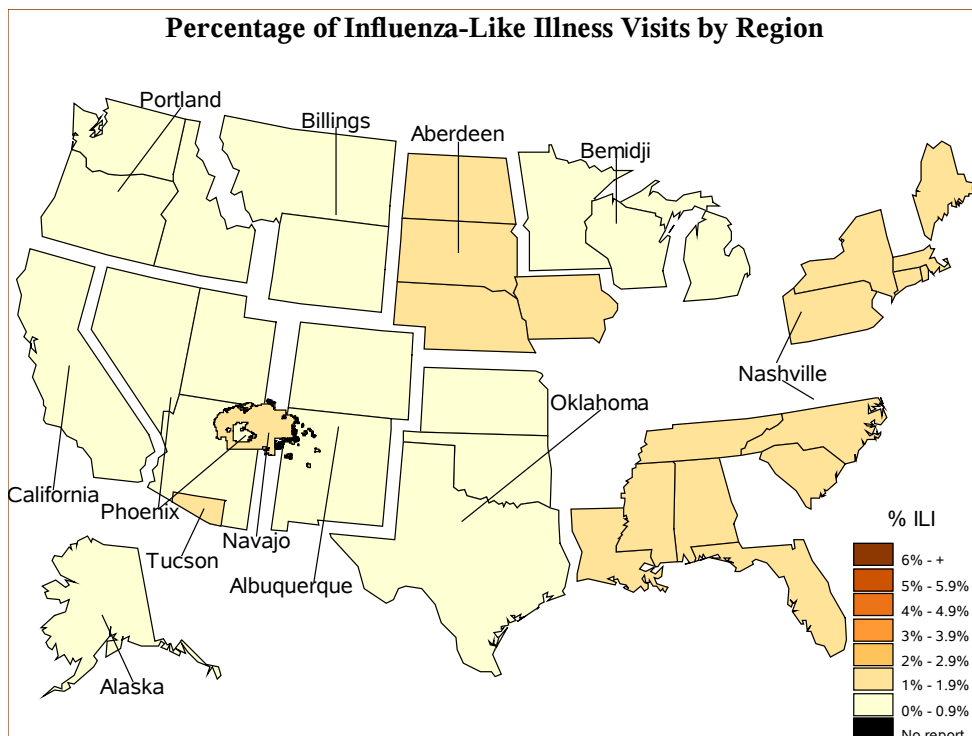 Percentage of Influenza-Like Illness Visits by Region
Portland
Billings
Aberdeen
Bemidji
Nashville
Oklahoma
California
Phoenix
Tucson
Navajo
Albuquerque
Alaska
% ILI
6% - +
5% - 5.9%
4% - 4.9%
3% - 3.9%
2% - 2.9%
1% - 1.9%
0% - 0.9%
No report